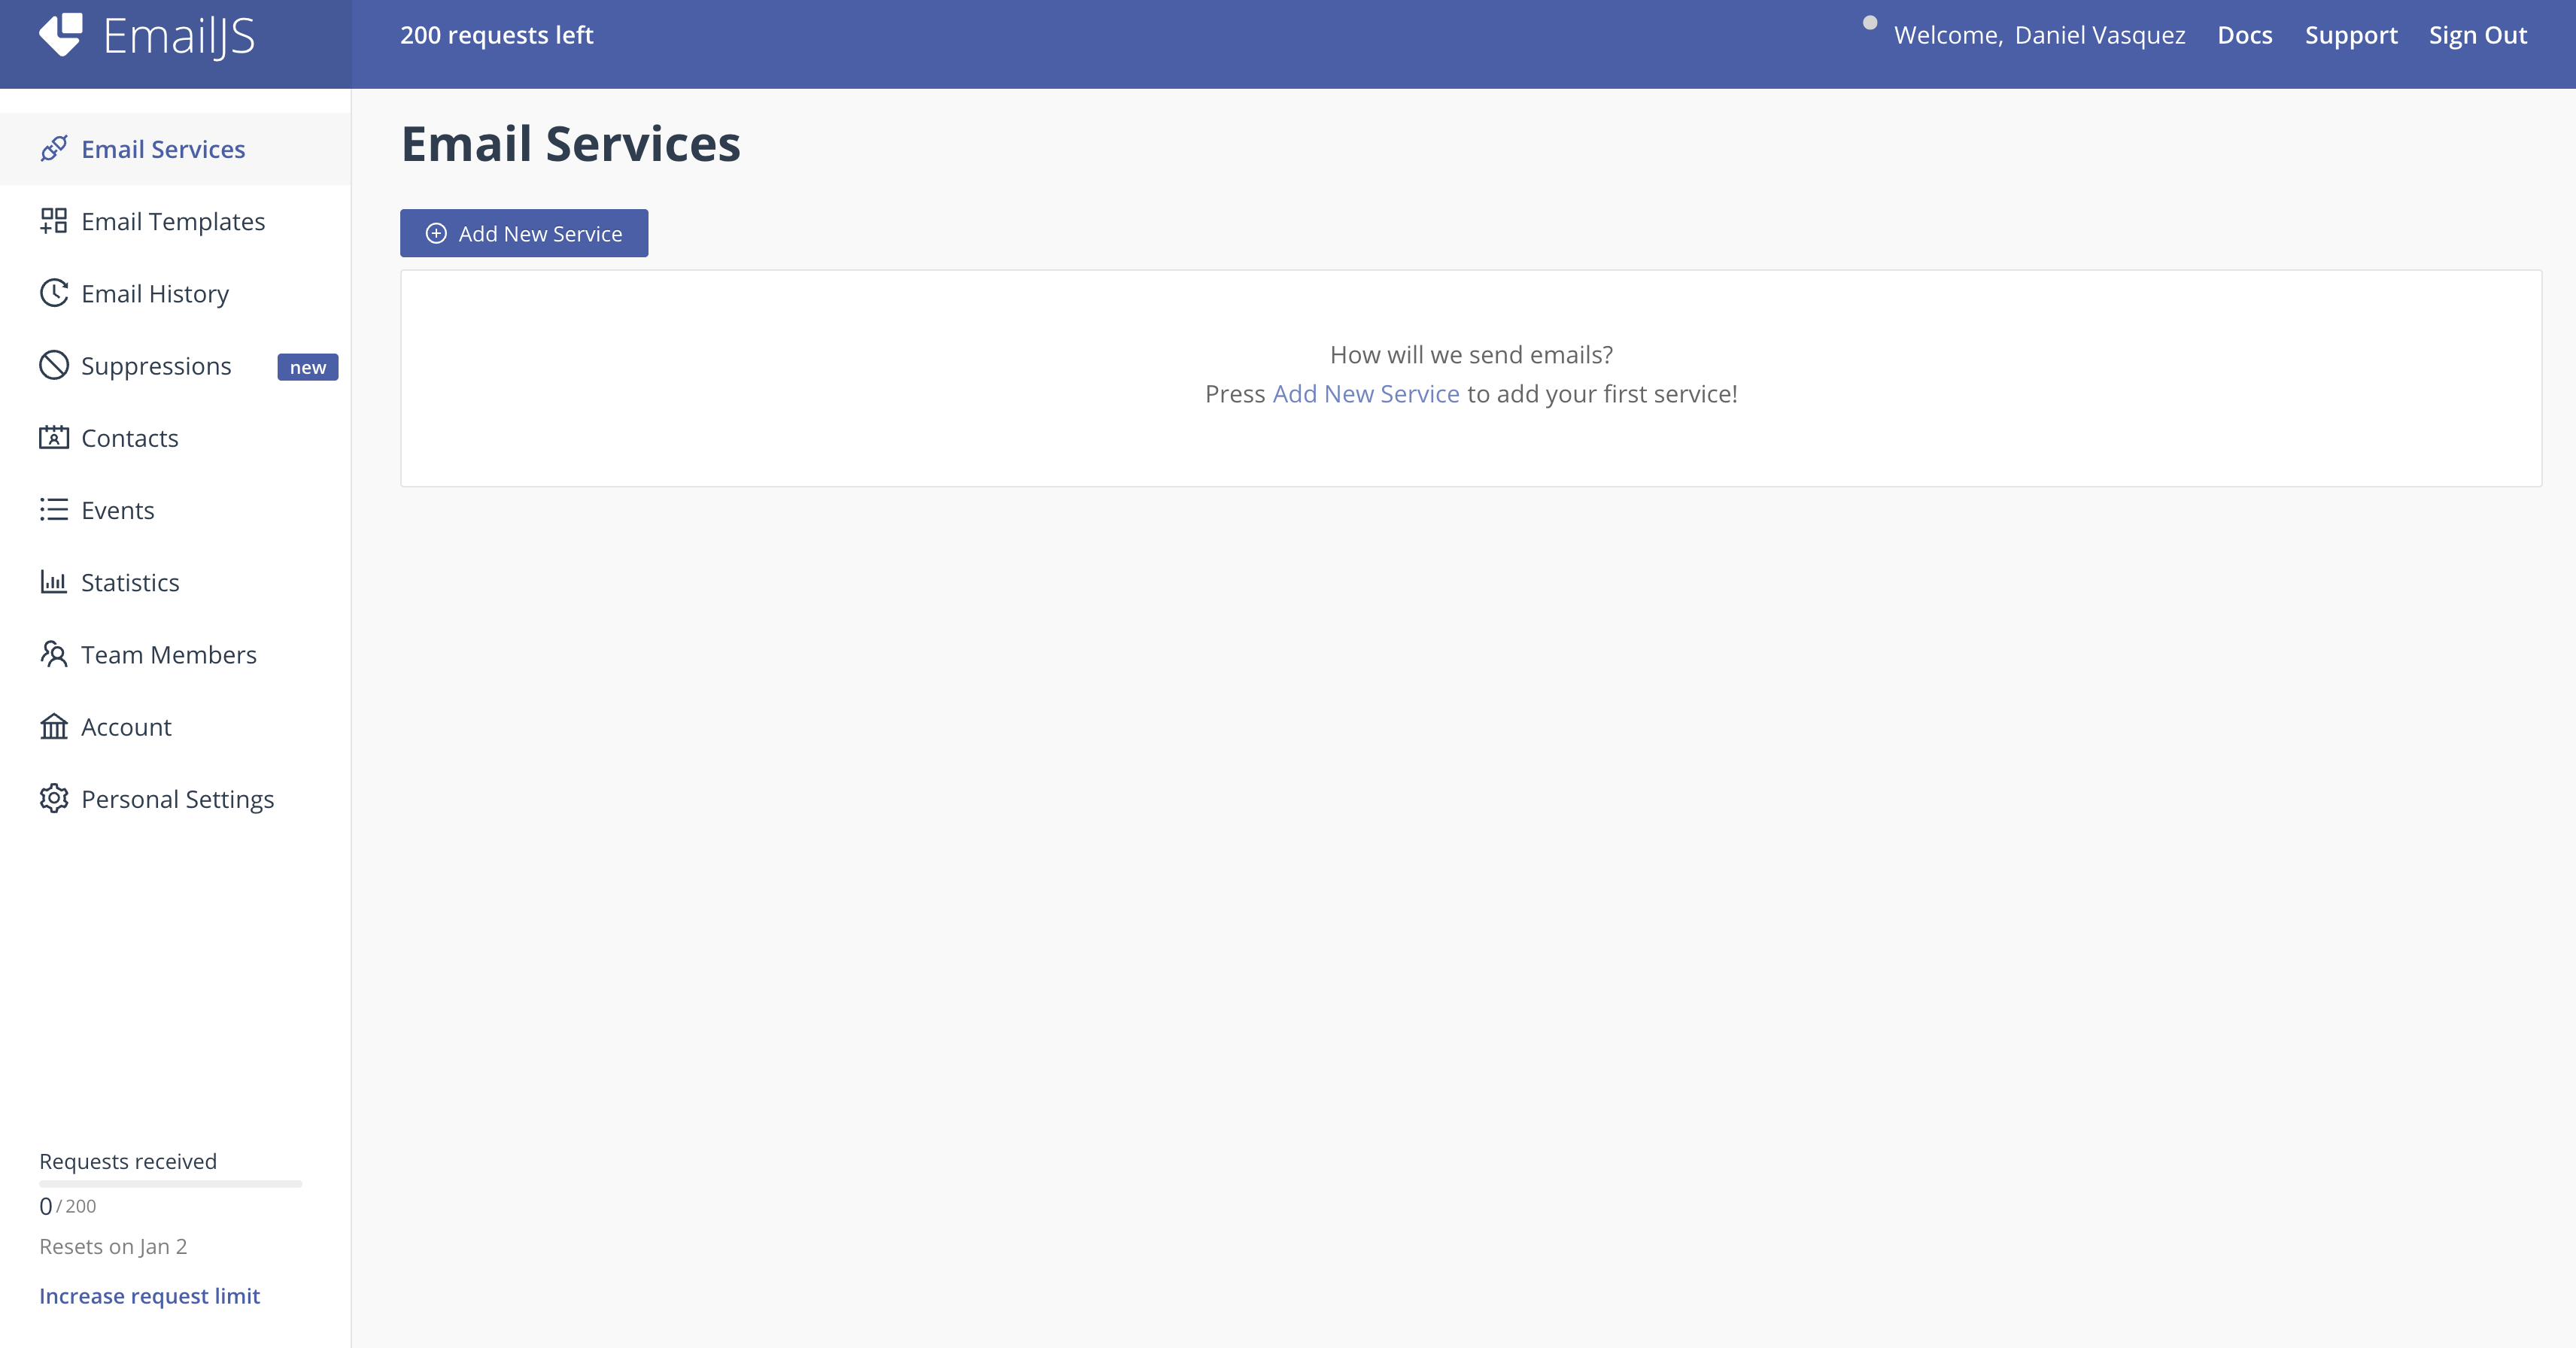 EmailJS
200 requests left
Welcome, Daniel Vasquez
Docs
Support
Sign Out
Email Services
Email Templates
Email History
Suppressions new
Contacts
Events
Statistics
Team Members
Account
Personal Settings
Requests received
0 / 200
Resets on Jan 2
Increase request limit
Email Services
Add New Service
How will we send emails?
Press Add New Service to add your first service!